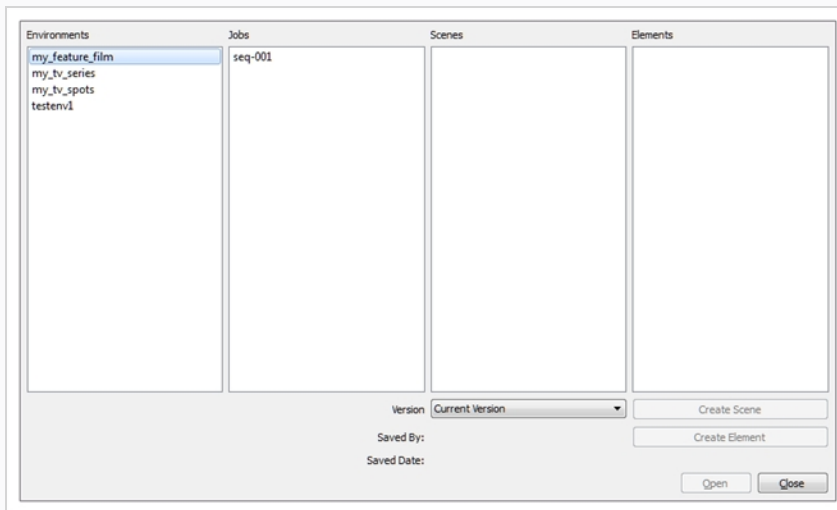 Environments Jobs Scenes Elements
my_feature_film seq-001
my_tv_series
my_tv_spots
testenv1
Version Current Version Create Scene
Saved By: Create Element
Saved Date:
Open Close